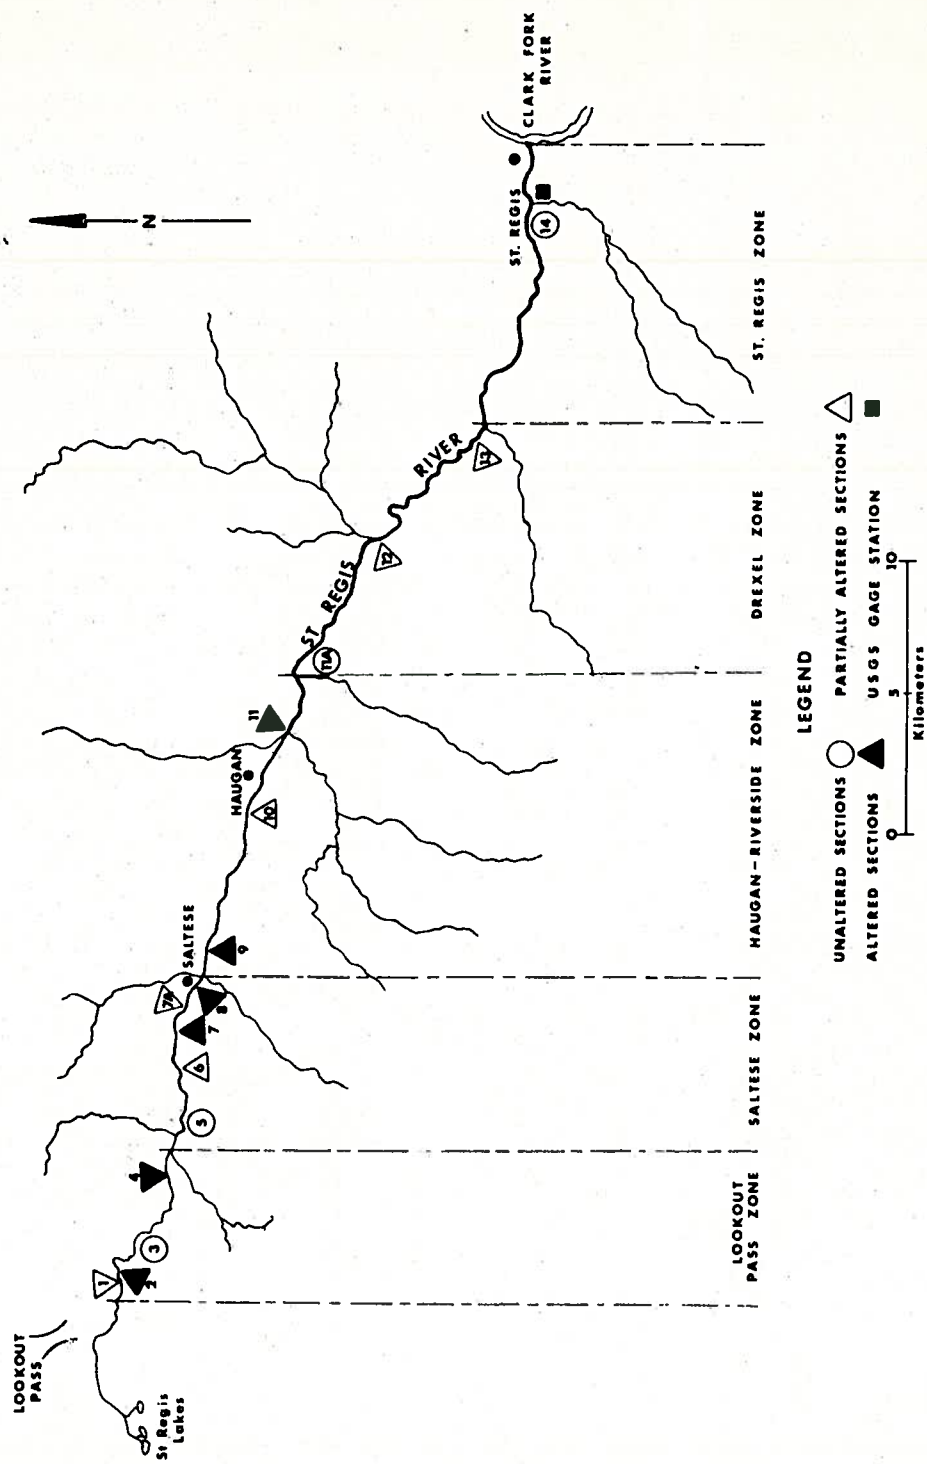 LOOKOUT
PASS
St Regis
Lakes
1
2
3
4
5
6
7
7A
8
SALTESE
9
10
HAUGAN
11
11A
ST REGIS
RIVER
12
13
14
ST. REGIS
CLARK FORK
RIVER
N
LOOKOUT
PASS ZONE
SALTESE ZONE
HAUGAN-RIVERSIDE ZONE
DREXEL ZONE
ST. REGIS ZONE
LEGEND
UNALTERED SECTIONS PARTIALLY ALTERED SECTIONS
ALTERED SECTIONS USGS GAGE STATION
0 5 10
Kilometers